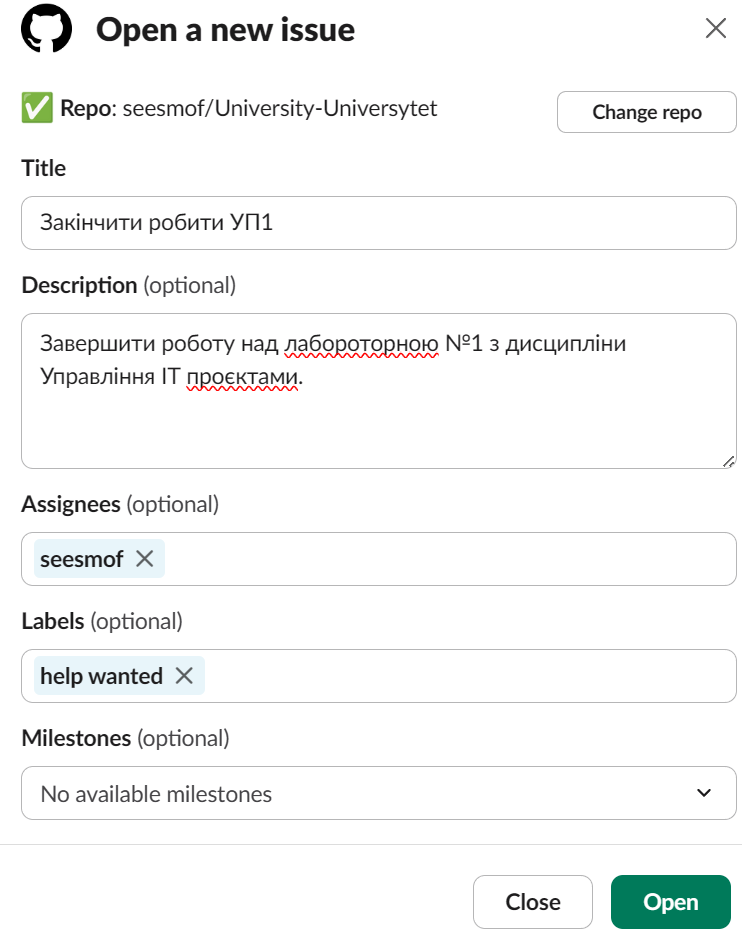 Open a new issue
Repo: seesmof/University-Universytet
Change repo
Title
Закінчити робити УП1
Description (optional)
Завершити роботу над лабороторною №1 з дисципліни
Управління ІТ проєктами.
Assignees (optional)
seesmof
Labels (optional)
help wanted
Milestones (optional)
No available milestones
Close
Open